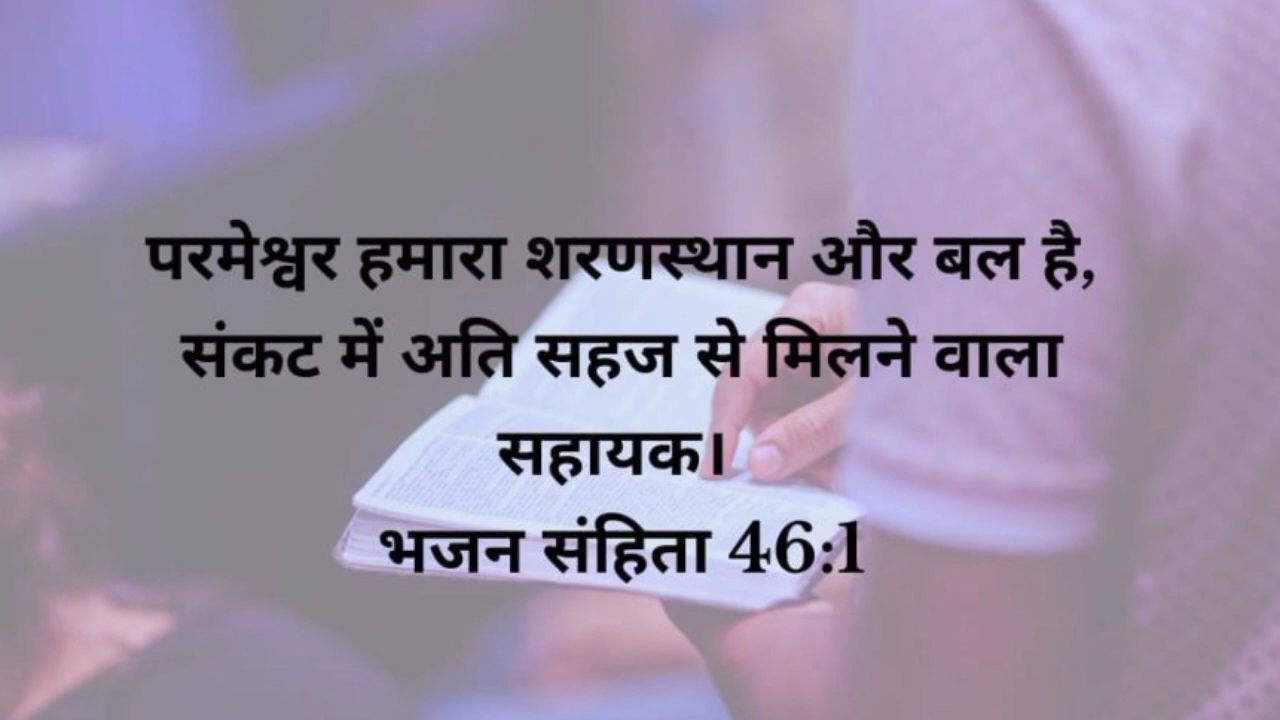 परमेश्वर हमारा शरणस्थान और बल है,
संकट में अति सहज से मिलने वाला
सहायक।
भजन संहिता 46:1